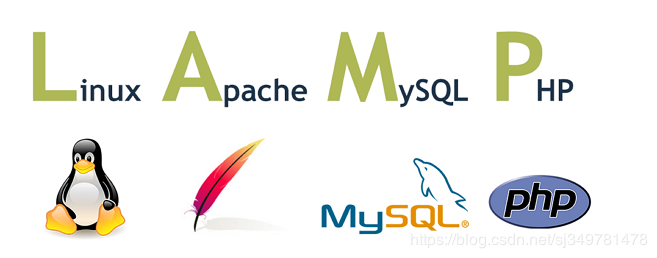 Linux Apache MySQL PHP
MySQL® php
https://blog.csdn.net/sj349781478